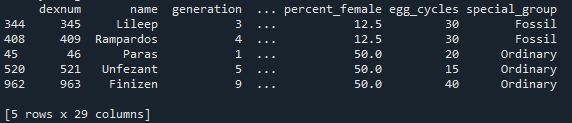 dexnum name generation ... percent_female egg_cycles special_group
344 345 Lileep 3 ... 12.5 30 Fossil
408 409 Rampardos 4 ... 12.5 30 Fossil
45 46 Paras 1 ... 50.0 20 Ordinary
520 521 Unfezant 5 ... 50.0 15 Ordinary
962 963 Finizen 9 ... 50.0 40 Ordinary
[5 rows x 29 columns]